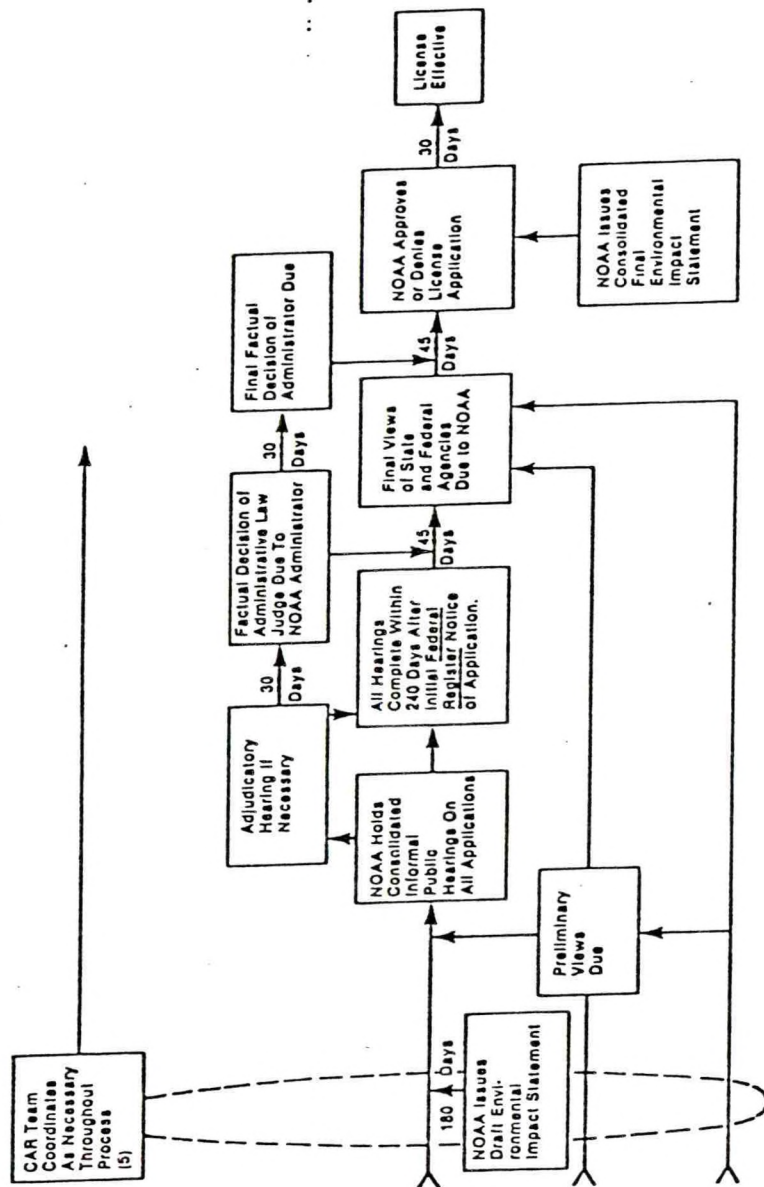 CAR Team
Coordinates
As Necessary
Throughout
Process
(5)
180 Days
NOAA Issues
Draft Envi-
ronmental
Impact Statement
Preliminary
Views
Due
NOAA Holds
Consolidated
Informal
Public
Hearings On
All Applications
Adjudicatory
Hearing If
Necessary
30
Days
All Hearings
Complete Within
240 Days After
Initial Federal
Register Notice
of Application.
45
Days
Factual Decision of
Administrative Law
Judge Due To
NOAA Administrator
30
Days
Final Views
of State
and Federal
Agencies
Due to NOAA
45
Days
Final Factual
Decision of
Administrator Due
NOAA Approves
or Denies
License
Application
30
Days
NOAA Issues
Consolidated
Final
Environmental
Impact
Statement
License
Effective